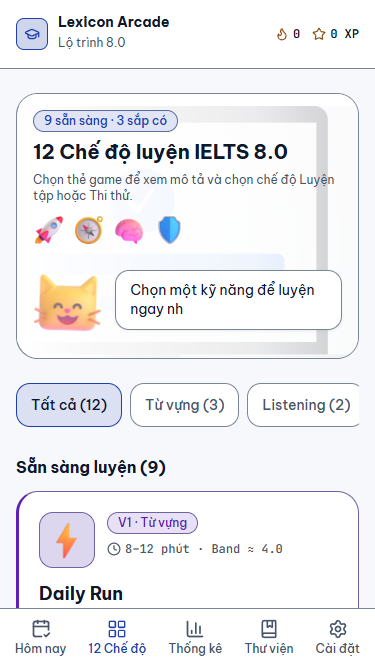 Lexicon Arcade
Lộ trình 8.0
0
0 XP
9 sẵn sàng · 3 sắp có
12 Chế độ luyện IELTS 8.0
Chọn thẻ game để xem mô tả và chọn chế độ Luyện
tập hoặc Thi thử.
Chọn một kỹ năng để luyện
ngay nh
Tất cả (12)
Từ vựng (3)
Listening (2)
Sẵn sàng luyện (9)
V1 · Từ vựng
8–12 phút · Band ≈ 4.0
Daily Run
Hôm nay
12 Chế độ
Thống kê
Thư viện
Cài đặt